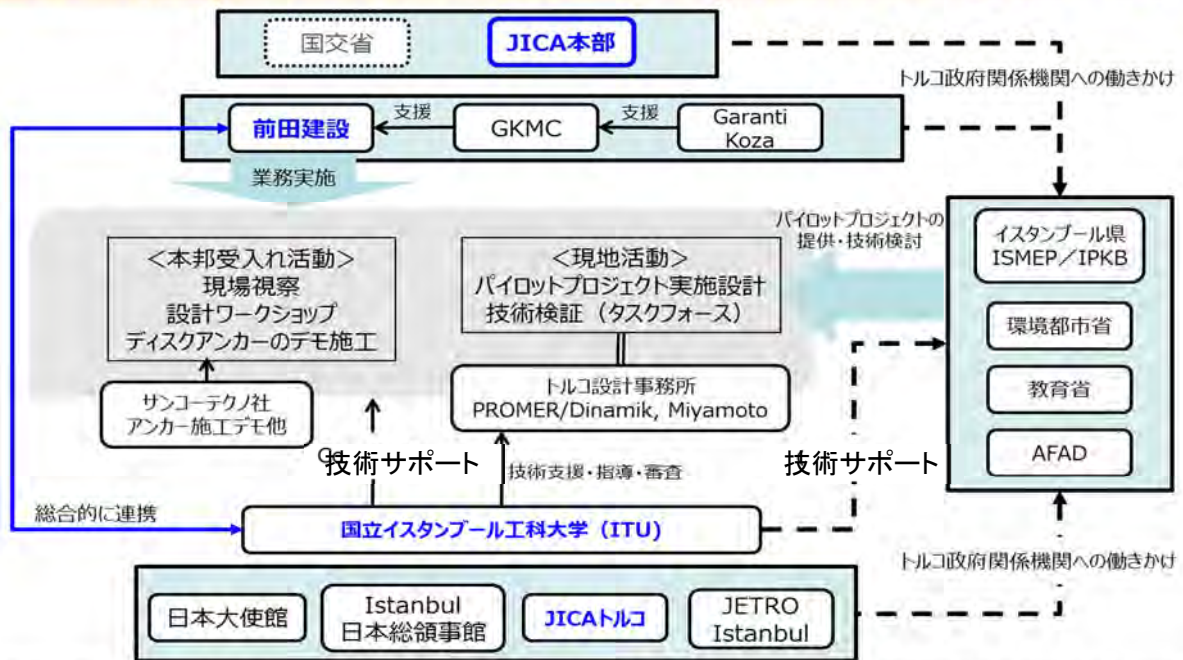 国交省
JICA本部
トルコ政府関係機関への働きかけ
前田建設
支援
GKMC
支援
Garanti
Koza
業務実施
パイロットプロジェクトの
提供・技術検討
<本邦受入れ活動>
現場視察
設計ワークショップ
ディスクアンカーのデモ施工
<現地活動>
パイロットプロジェクト実施設計
技術検証（タスクフォース）
イスタンブール県
ISMEP／IPKB
環境都市省
教育省
AFAD
サンコーテクノ社
アンカー施工デモ他
トルコ設計事務所
PROMER/Dinamik, Miyamoto
技術サポート
技術支援・指導・審査
技術サポート
総合的に連携
国立イスタンブール工科大学（ITU）
トルコ政府関係機関への働きかけ
日本大使館
Istanbul
日本総領事館
JICAトルコ
JETRO
Istanbul